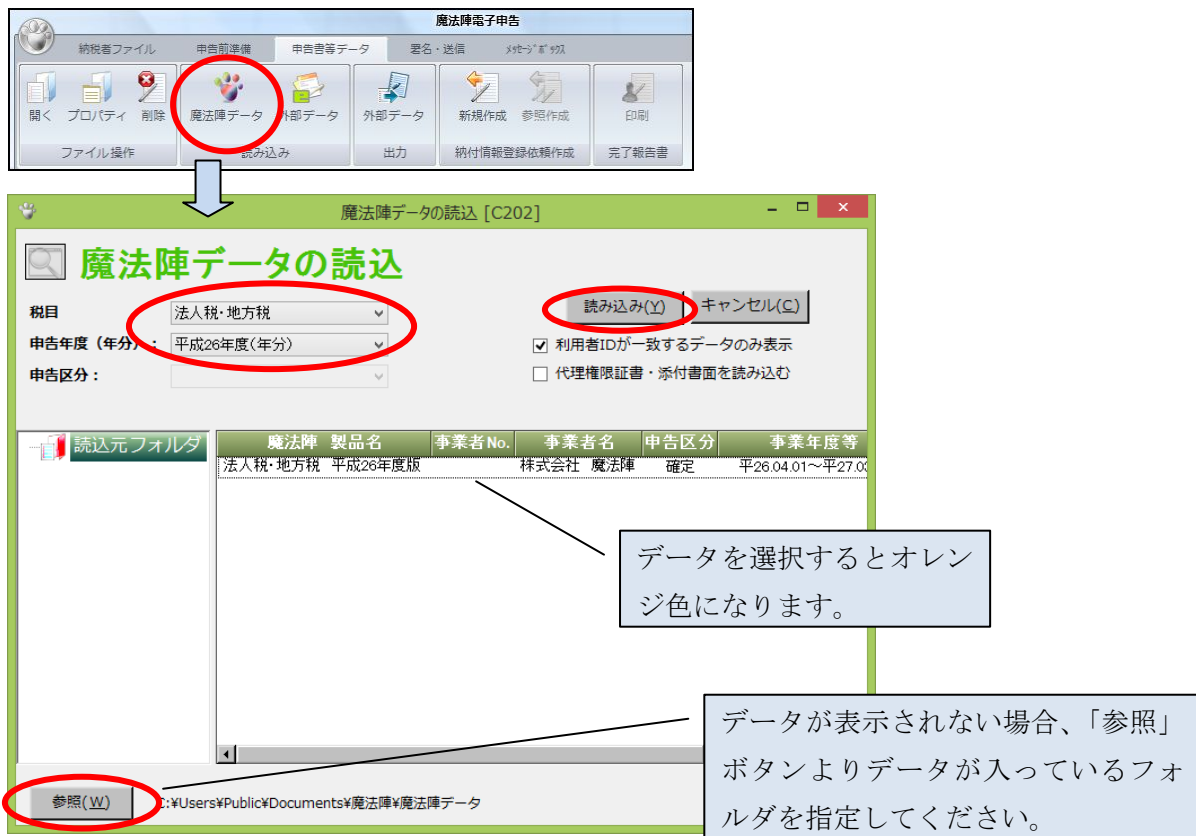 魔法陣電子申告
納税者ファイル 申告前準備 申告書等データ 署名・送信 ﾒｯｾｰｼﾞﾎﾞｯｸｽ
開く プロパティ 削除 魔法陣データ 外部データ 外部データ 新規作成 参照作成 印刷
ファイル操作 読み込み 出力 納付情報登録依頼作成 完了報告書
魔法陣データの読込 [C202]
魔法陣データの読込
税目 法人税・地方税 読み込み(Y) キャンセル(C)
申告年度（年分）： 平成26年度(年分) 利用者IDが一致するデータのみ表示
申告区分： 代理権限証書・添付書面を読み込む
読込元フォルダ 魔法陣 製品名 事業者No. 事業者名 申告区分 事業年度等
法人税・地方税 平成26年度版 株式会社 魔法陣 確定 平26.04.01～平27.03
データを選択するとオレン
ジ色になります。
データが表示されない場合、「参照」
ボタンよりデータが入っているフォ
ルダを指定してください。
参照(W) C:¥Users¥Public¥Documents¥魔法陣¥魔法陣データ